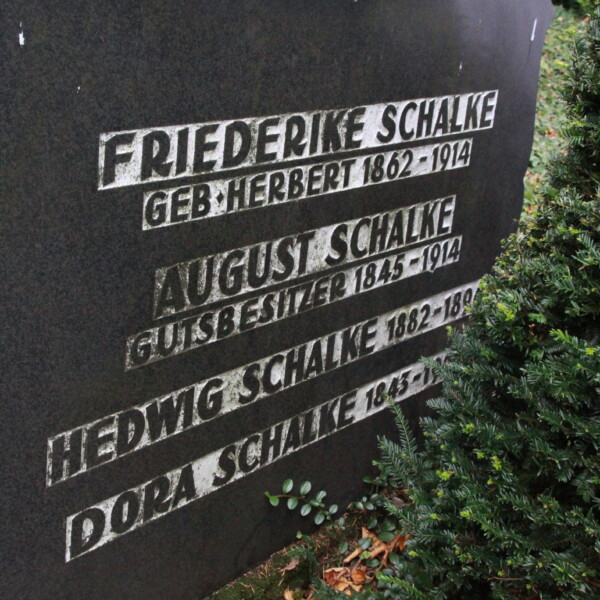 FRIEDERIKE SCHALKE
GEB·HERBERT 1862-1914
AUGUST SCHALKE
GUTSBESITZER 1845-1914
HEDWIG SCHALKE 1882-
DORA SCHALKE 1843-